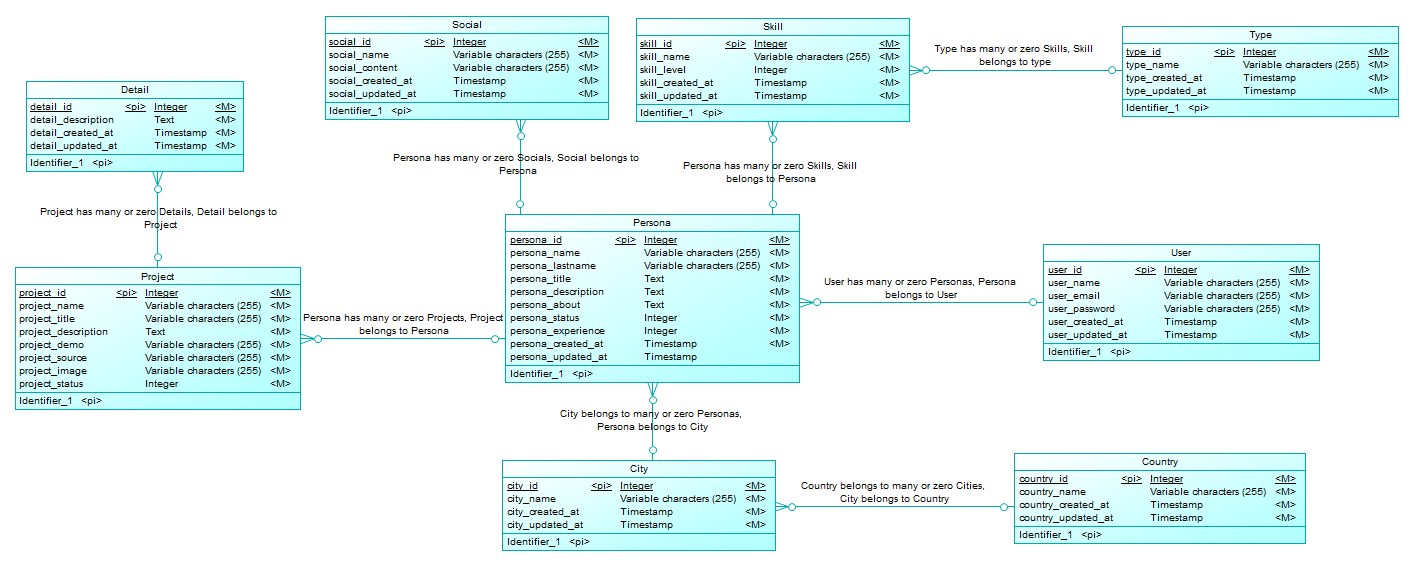 Social
social_id <pi> Integer <M>
social_name Variable characters (255) <M>
social_content Variable characters (255) <M>
social_created_at Timestamp <M>
social_updated_at Timestamp <M>
Identifier_1 <pi>
Skill
skill_id <pi> Integer <M>
skill_name Variable characters (255) <M>
skill_level Integer <M>
skill_created_at Timestamp <M>
skill_updated_at Timestamp <M>
Identifier_1 <pi>
Type has many or zero Skills, Skill
belongs to type
Type
type_id <pi> Integer <M>
type_name Variable characters (255) <M>
type_created_at Timestamp <M>
type_updated_at Timestamp <M>
Identifier_1 <pi>
Detail
detail_id <pi> Integer <M>
detail_description Text <M>
detail_created_at Timestamp <M>
detail_updated_at Timestamp <M>
Identifier_1 <pi>
Persona has many or zero Socials, Social belongs to
Persona
Persona has many or zero Skills, Skill
belongs to Persona
Project has many or zero Details, Detail belongs to
Project
Project
project_id <pi> Integer <M>
project_name Variable characters (255) <M>
project_title Variable characters (255) <M>
project_description Text <M>
project_demo Variable characters (255) <M>
project_source Variable characters (255) <M>
project_image Variable characters (255) <M>
project_status Integer <M>
Identifier_1 <pi>
Persona has many or zero Projects, Project
belongs to Persona
Persona
persona_id <pi> Integer <M>
persona_name Variable characters (255) <M>
persona_lastname Variable characters (255) <M>
persona_title Text <M>
persona_description Text <M>
persona_about Text <M>
persona_status Integer <M>
persona_experience Integer <M>
persona_created_at Timestamp <M>
persona_updated_at Timestamp
Identifier_1 <pi>
User has many or zero Personas, Persona
belongs to User
User
user_id <pi> Integer <M>
user_name Variable characters (255) <M>
user_email Variable characters (255) <M>
user_password Variable characters (255) <M>
user_created_at Timestamp <M>
user_updated_at Timestamp <M>
Identifier_1 <pi>
City belongs to many or zero Personas,
Persona belongs to City
City
city_id <pi> Integer <M>
city_name Variable characters (255) <M>
city_created_at Timestamp <M>
city_updated_at Timestamp <M>
Identifier_1 <pi>
Country belongs to many or zero Cities,
City belongs to Country
Country
country_id <pi> Integer <M>
country_name Variable characters (255) <M>
country_created_at Timestamp <M>
country_updated_at Timestamp <M>
Identifier_1 <pi>